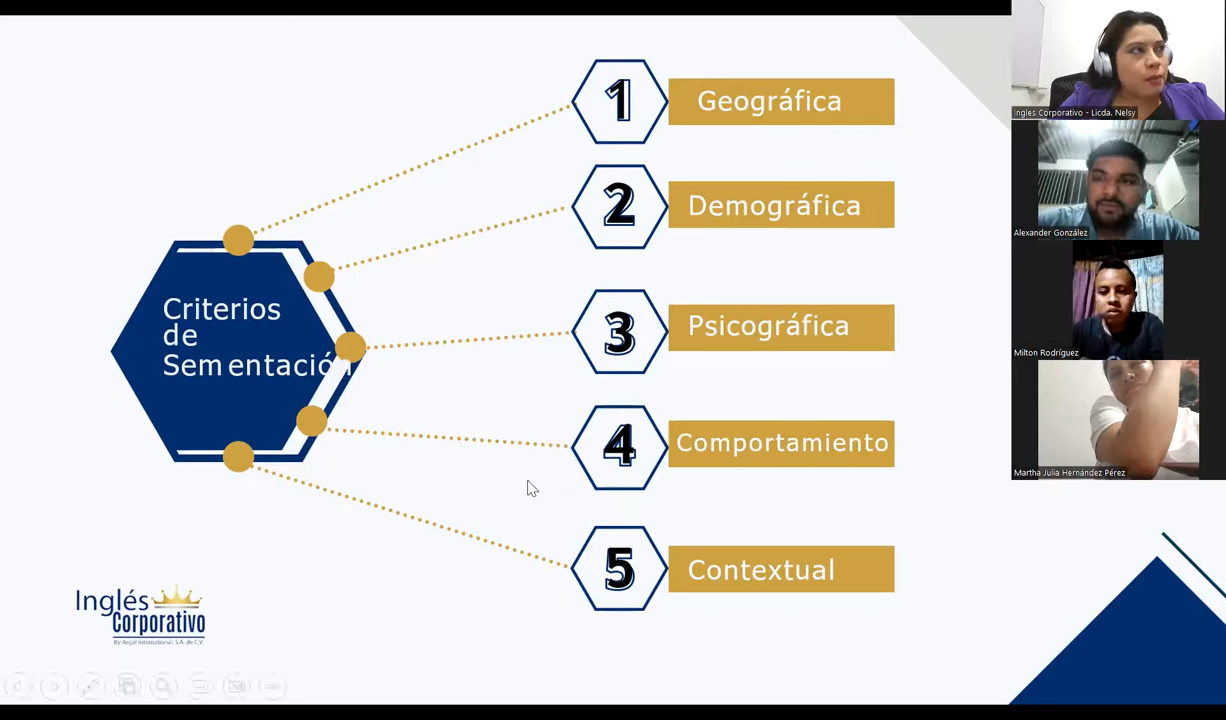 Criterios
de
Sementación
1
Geográfica
2
Demográfica
3
Psicográfica
4
Comportamiento
5
Contextual
Inglés
Corporativo
By Regal International, S.A. de C.V.
Ingles Corporativo - Licda. Nelsy
Alexander González
Milton Rodríguez
Martha Julia Hernández Pérez